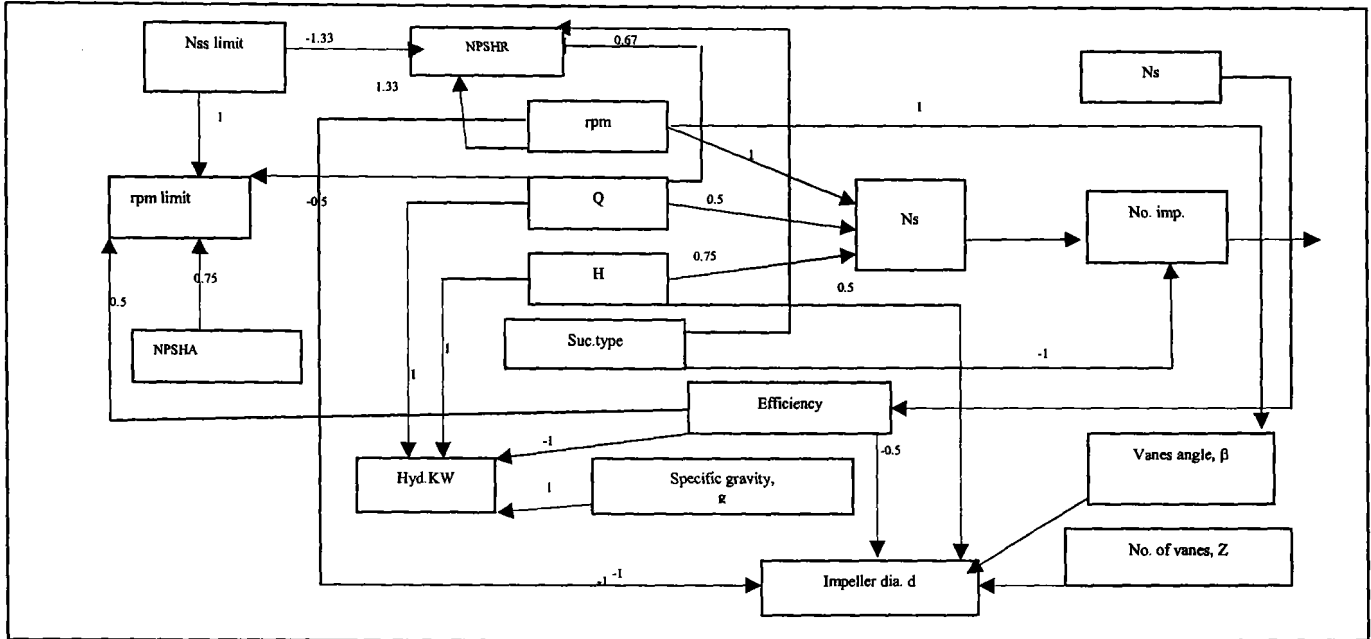 Nss limit
-1.33
NPSHR
0.67
Ns
1.33
1
rpm
1
1
rpm limit
-0.5
Q
0.5
Ns
No. imp.
0.75
H
0.75
0.5
0.5
Suc.type
NPSHA
1
-1
1
Efficiency
-1
-0.5
Vanes angle, β
Hyd.KW
1
Specific gravity,
g
No. of vanes, Z
-1
-1
Impeller dia. d